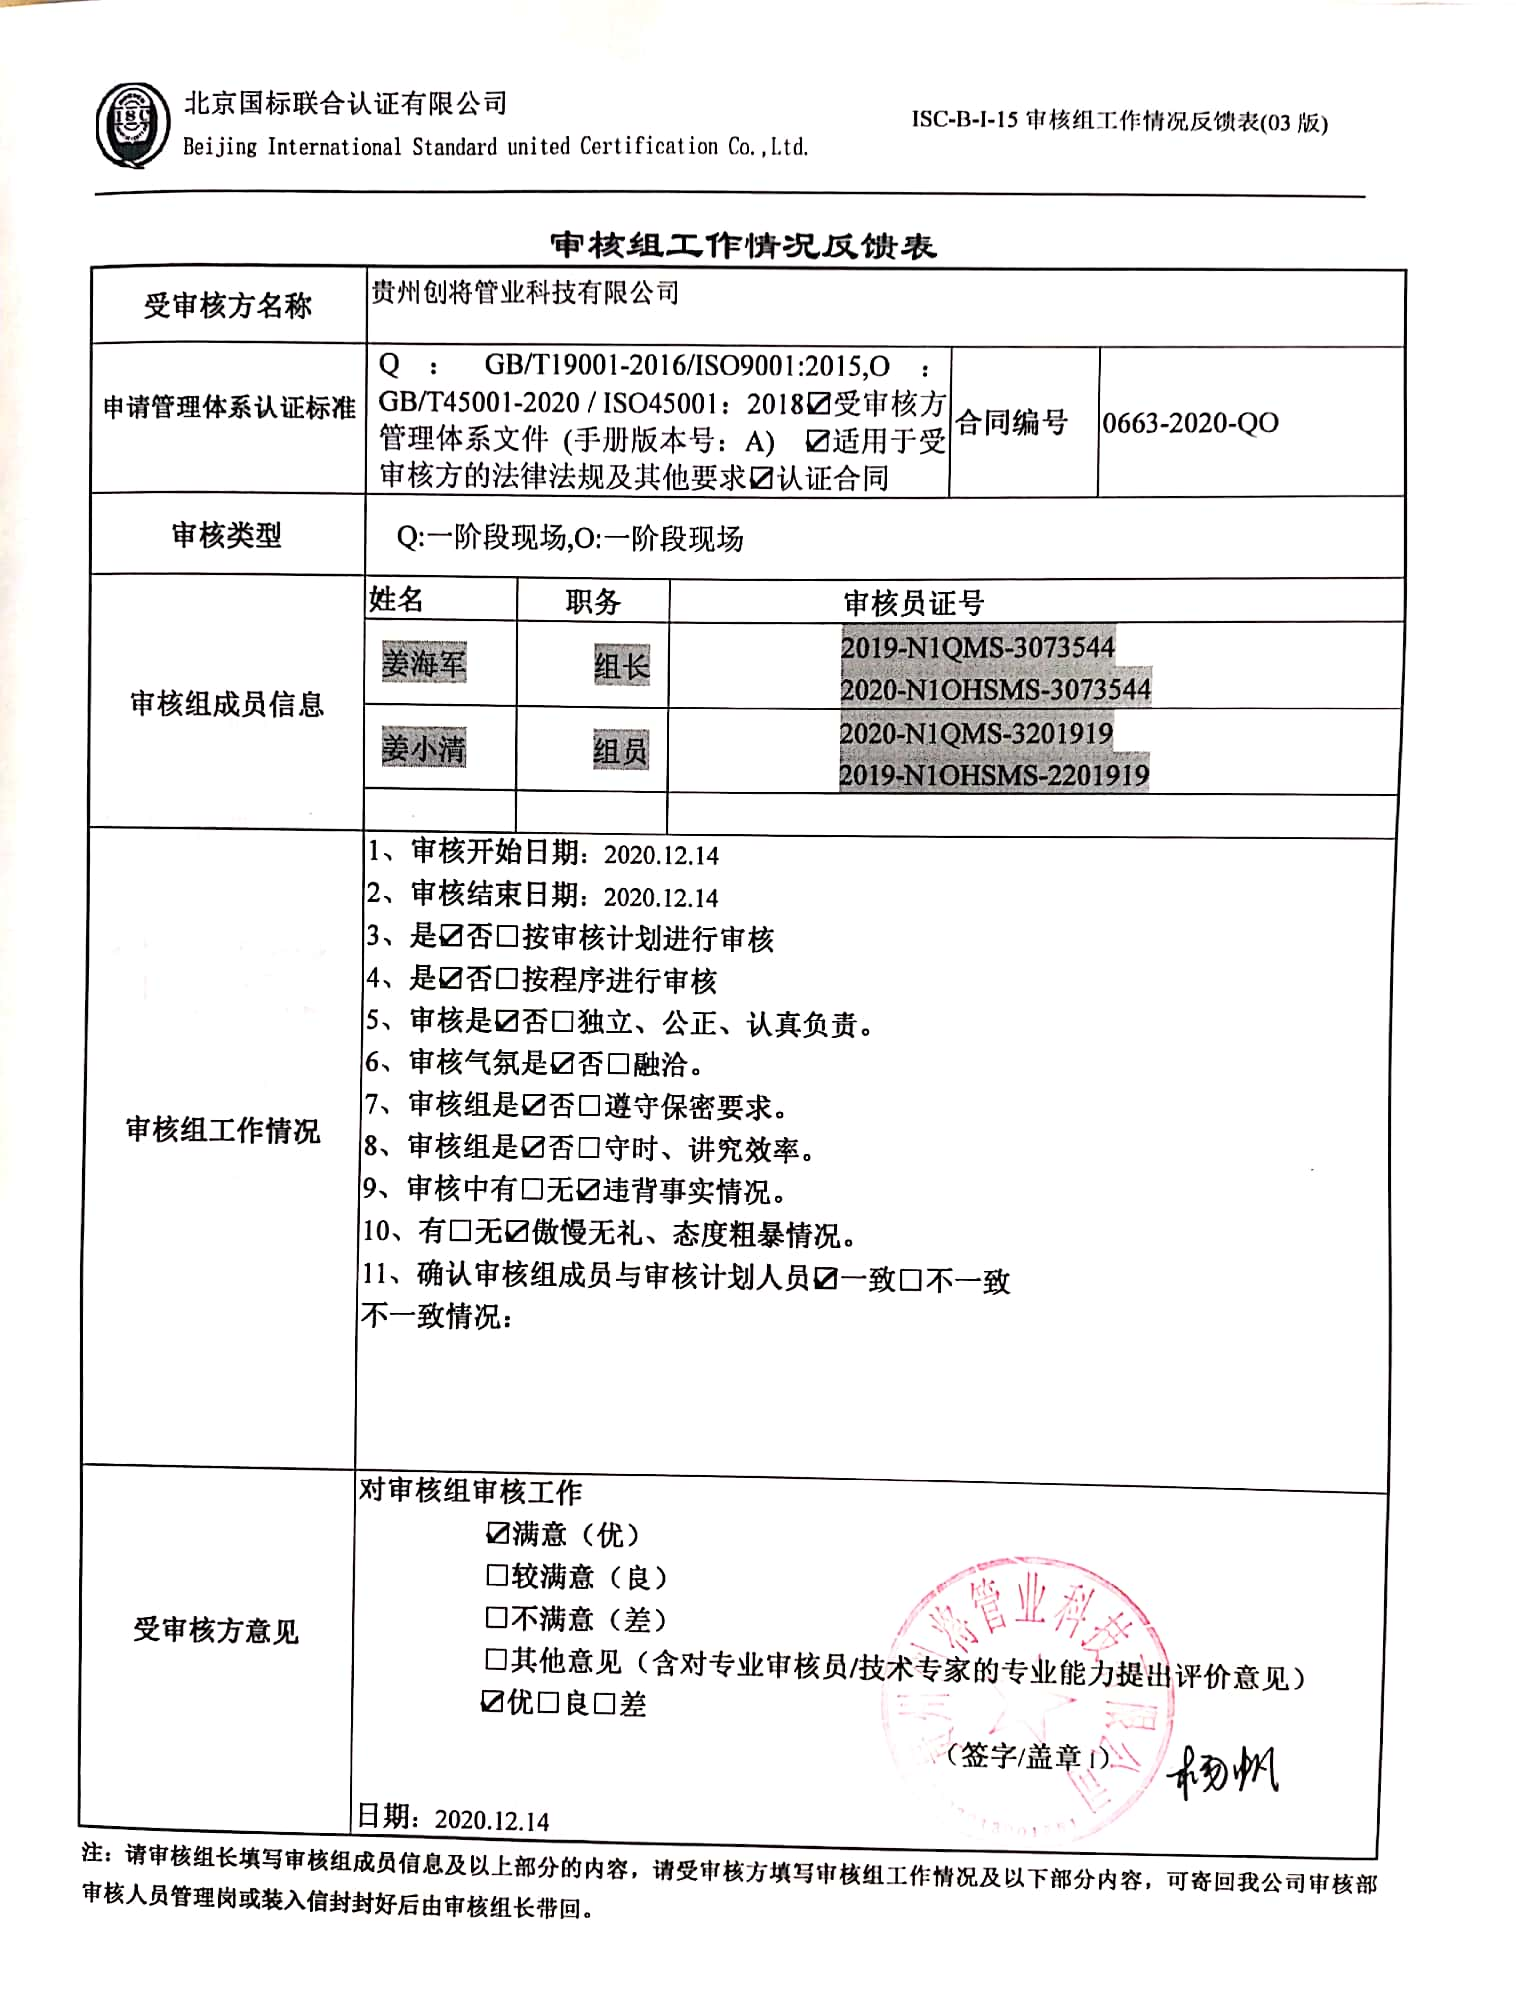 北京国标联合认证有限公司
ISC-B-I-15 审核组工作情况反馈表(03 版)
Beijing International Standard united Certification Co.,Ltd.
审核组工作情况反馈表
受审核方名称
贵州创将管业科技有限公司
申请管理体系认证标准
Q : GB/T19001-2016/ISO9001:2015,O :
GB/T45001-2020 / ISO45001：2018☑受审核方
管理体系文件 (手册版本号：A) ☑适用于受
审核方的法律法规及其他要求☑认证合同
合同编号
0663-2020-QO
审核类型
Q:一阶段现场,O:一阶段现场
审核组成员信息
姓名 职务 审核员证号
姜海军 组长 2019-N1QMS-3073544
2020-N1OHSMS-3073544
姜小清 组员 2020-N1QMS-3201919
2019-N1OHSMS-2201919
审核组工作情况
1、审核开始日期：2020.12.14
2、审核结束日期：2020.12.14
3、是☑否□按审核计划进行审核
4、是☑否□按程序进行审核
5、审核是☑否□独立、公正、认真负责。
6、审核气氛是☑否□融洽。
7、审核组是☑否□遵守保密要求。
8、审核组是☑否□守时、讲究效率。
9、审核中有□无☑违背事实情况。
10、有□无☑傲慢无礼、态度粗暴情况。
11、确认审核组成员与审核计划人员☑一致□不一致
不一致情况：
受审核方意见
对审核组审核工作
☑满意（优）
□较满意（良）
□不满意（差）
□其他意见（含对专业审核员/技术专家的专业能力提出评价意见）
☑优□良□差
（签字/盖章）
杨帆
日期：2020.12.14
注：请审核组长填写审核组成员信息及以上部分的内容，请受审核方填写审核组工作情况及以下部分内容，可寄回我公司审核部
审核人员管理岗或装入信封封好后由审核组长带回。